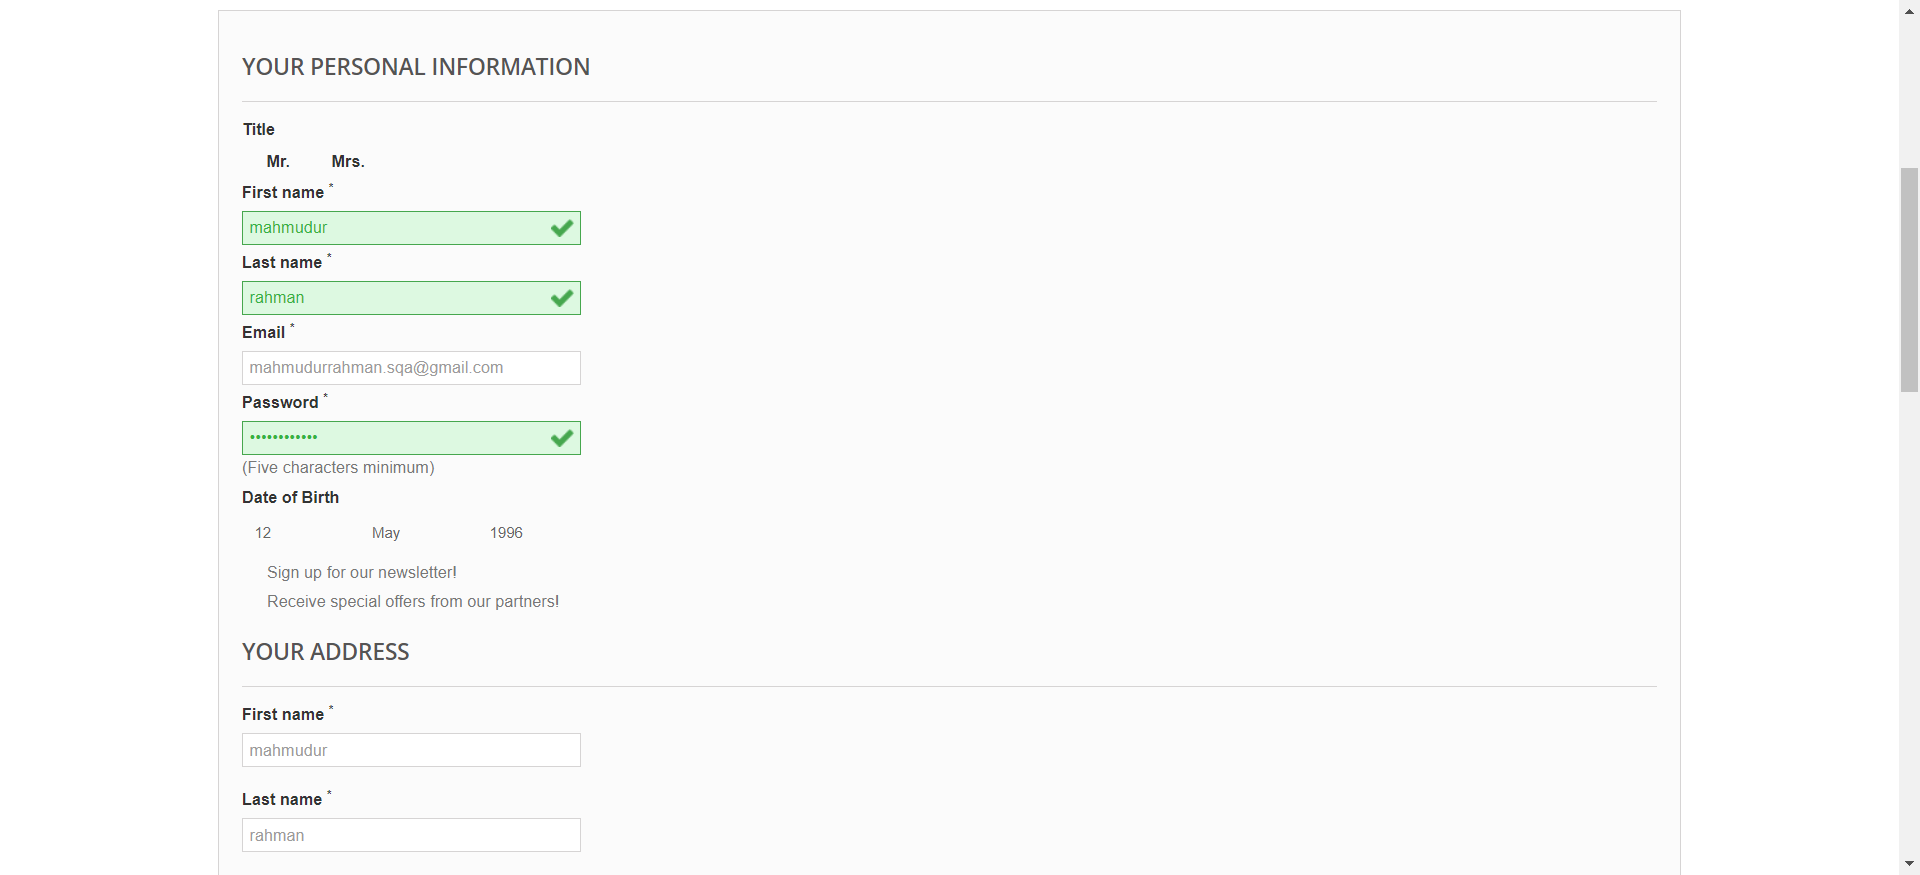 YOUR PERSONAL INFORMATION
Title
Mr. Mrs.
First name *
mahmudur
Last name *
rahman
Email *
mahmudurrahman.sqa@gmail.com
Password *
••••••••••••
(Five characters minimum)
Date of Birth
12 May 1996
Sign up for our newsletter!
Receive special offers from our partners!
YOUR ADDRESS
First name *
mahmudur
Last name *
rahman